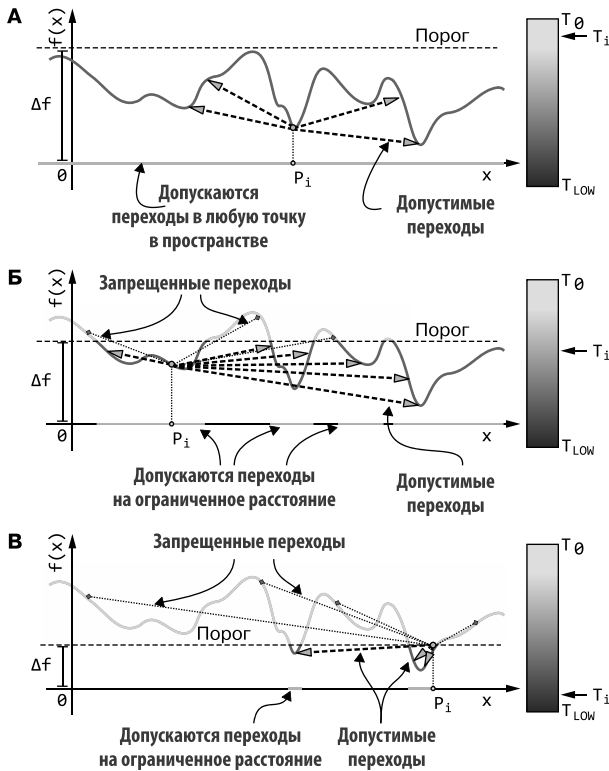 А
f(x)
Порог
T0
Ti
Δf
0
Pi
x
TLOW
Допускаются
переходы в любую точку
в пространстве
Допустимые
переходы
Б
f(x)
Запрещенные переходы
Порог
T0
Ti
Δf
0
Pi
x
TLOW
Допускаются переходы
на ограниченное расстояние
Допустимые
переходы
В
f(x)
Запрещенные переходы
T0
Порог
Δf
0
Pi
x
Ti
TLOW
Допускаются переходы
на ограниченное расстояние
Допустимые
переходы